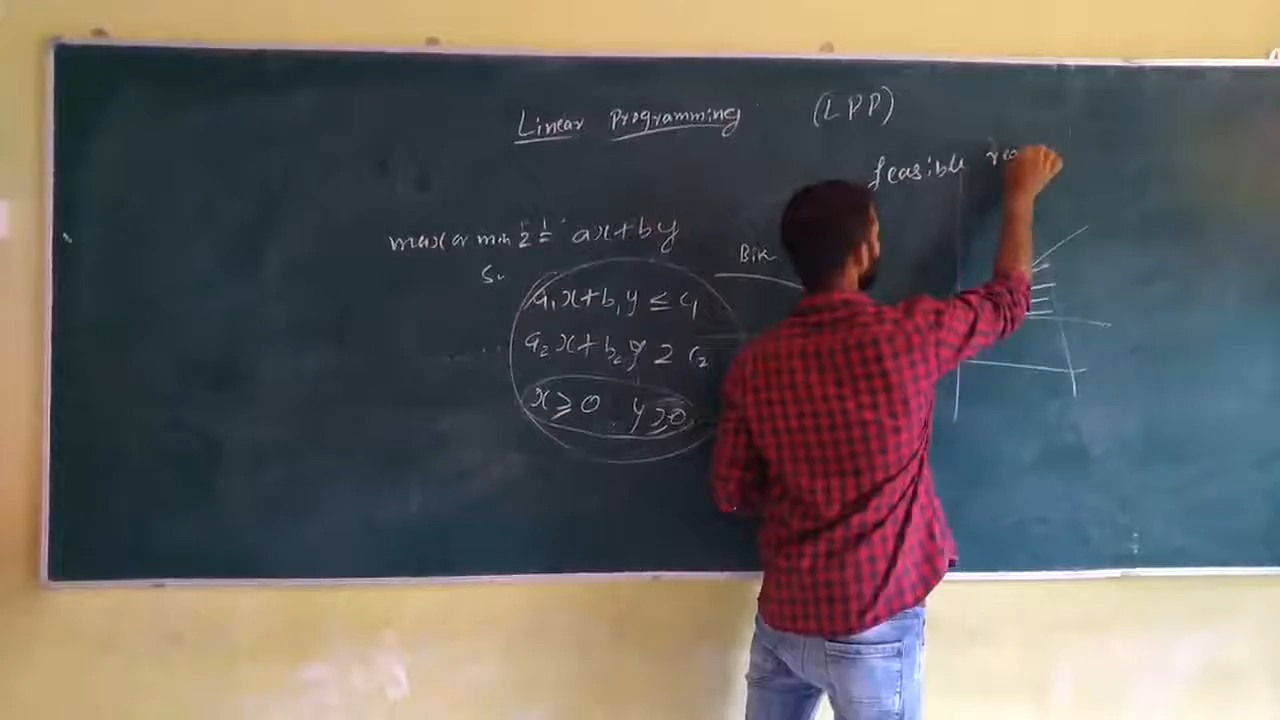 Linear Programming (LPP)
feasible
max or min Z = ax+by
a₁x+b₁y ≤ c₁
a₂x+b₂y ≥ c₂
x ≥ 0 y ≥ 0